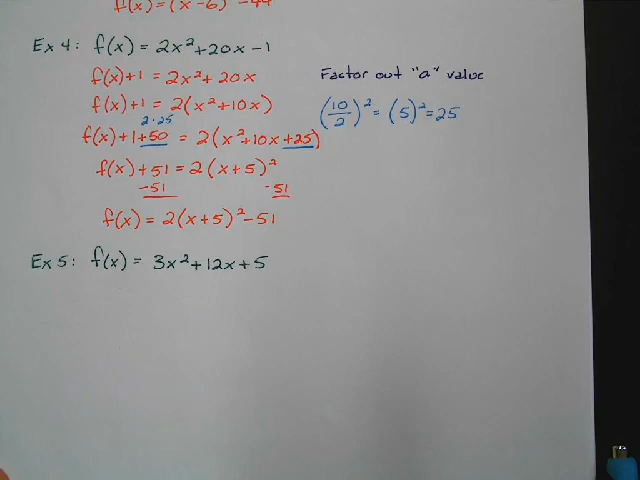 f(x) = (x-6) -44
Ex 4: f(x) = 2x²+20x-1
f(x)+1 = 2x²+20x Factor out "a" value
f(x)+1 = 2(x²+10x) (10/2)² = (5)² = 25
2·25
f(x)+1+50 = 2(x²+10x+25)
f(x)+51 = 2(x+5)²
-51 -51
f(x) = 2(x+5)²-51
Ex 5: f(x) = 3x²+12x+5